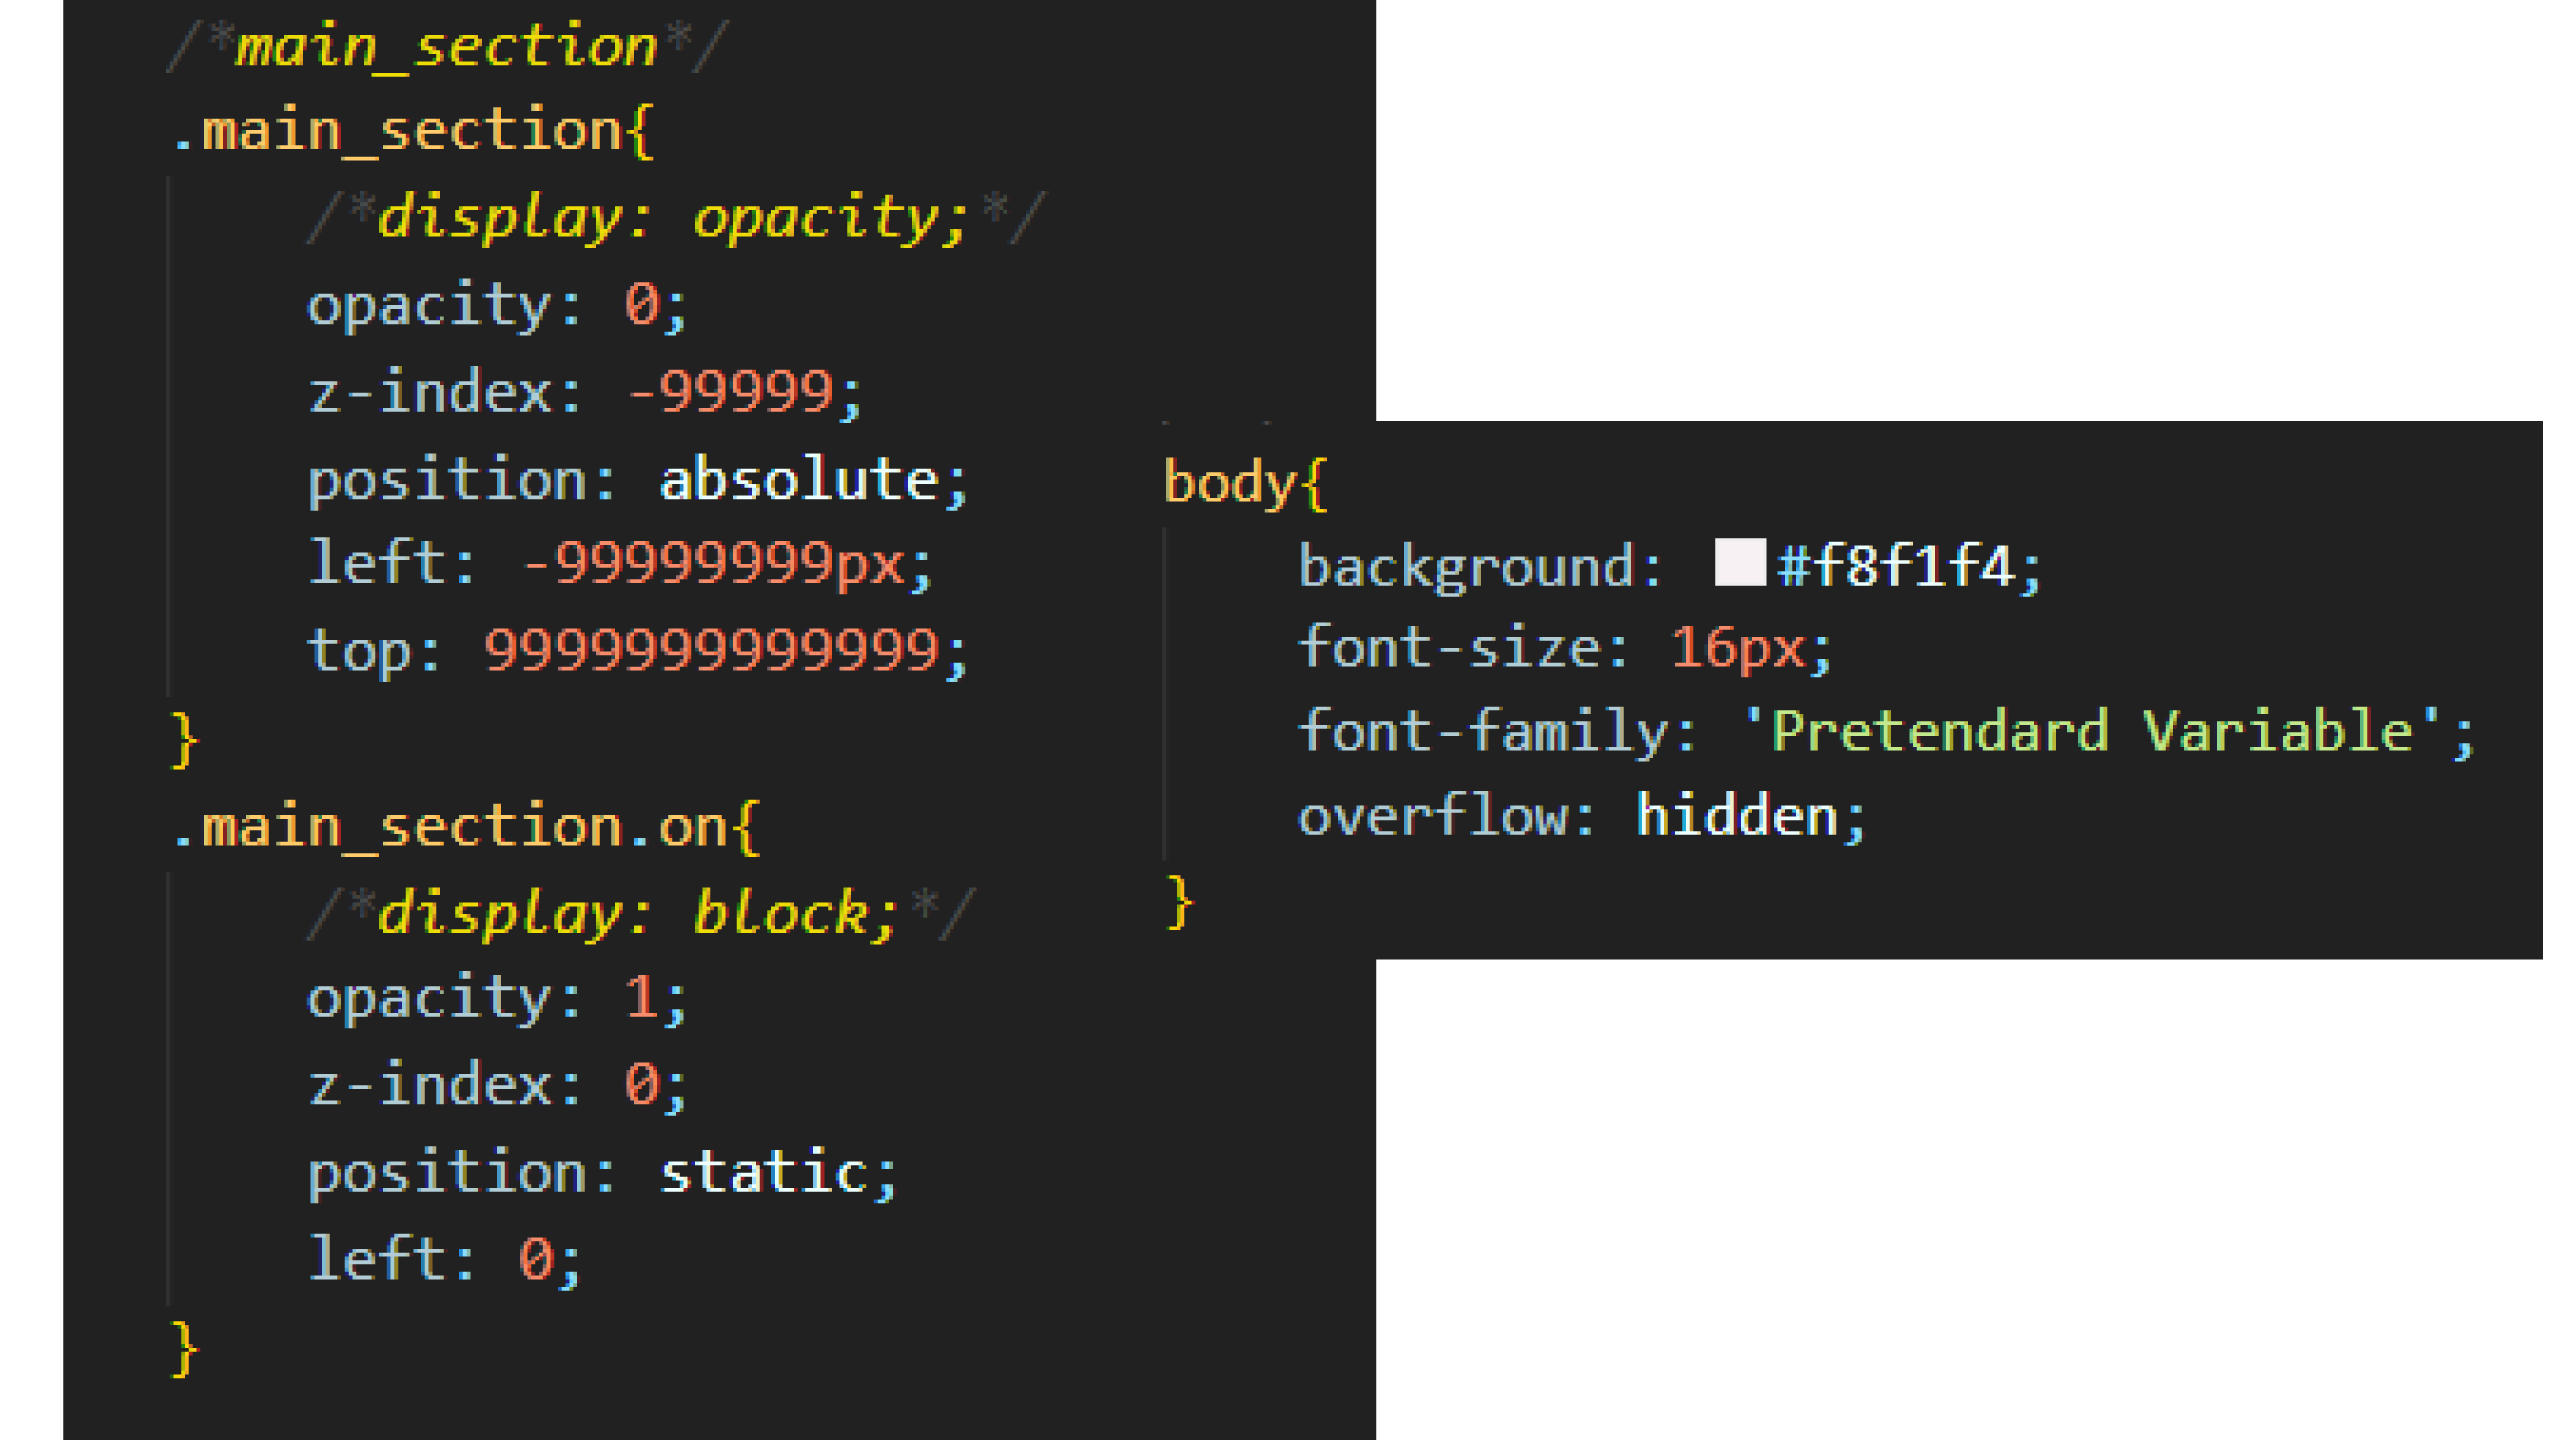 /*main_section*/
.main_section{
/*display: opacity;*/
opacity: 0;
z-index: -99999;
position: absolute;
left: -99999999px;
top: 9999999999999;
}
.main_section.on{
/*display: block;*/
opacity: 1;
z-index: 0;
position: static;
left: 0;
}
body{
background: #f8f1f4;
font-size: 16px;
font-family: 'Pretendard Variable';
overflow: hidden;
}